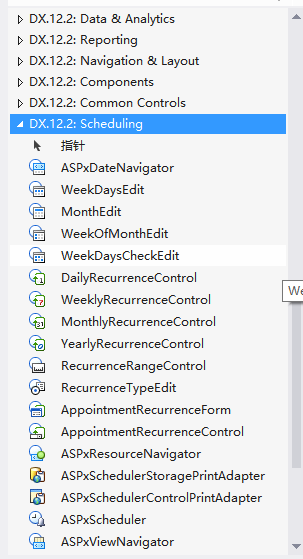 DX.12.2: Data & Analytics
DX.12.2: Reporting
DX.12.2: Navigation & Layout
DX.12.2: Components
DX.12.2: Common Controls
DX.12.2: Scheduling
指针
ASPxDateNavigator
WeekDaysEdit
MonthEdit
WeekOfMonthEdit
WeekDaysCheckEdit
DailyRecurrenceControl
WeeklyRecurrenceControl
MonthlyRecurrenceControl
YearlyRecurrenceControl
RecurrenceRangeControl
RecurrenceTypeEdit
AppointmentRecurrenceForm
AppointmentRecurrenceControl
ASPxResourceNavigator
ASPxSchedulerStoragePrintAdapter
ASPxSchedulerControlPrintAdapter
ASPxScheduler
ASPxViewNavigator